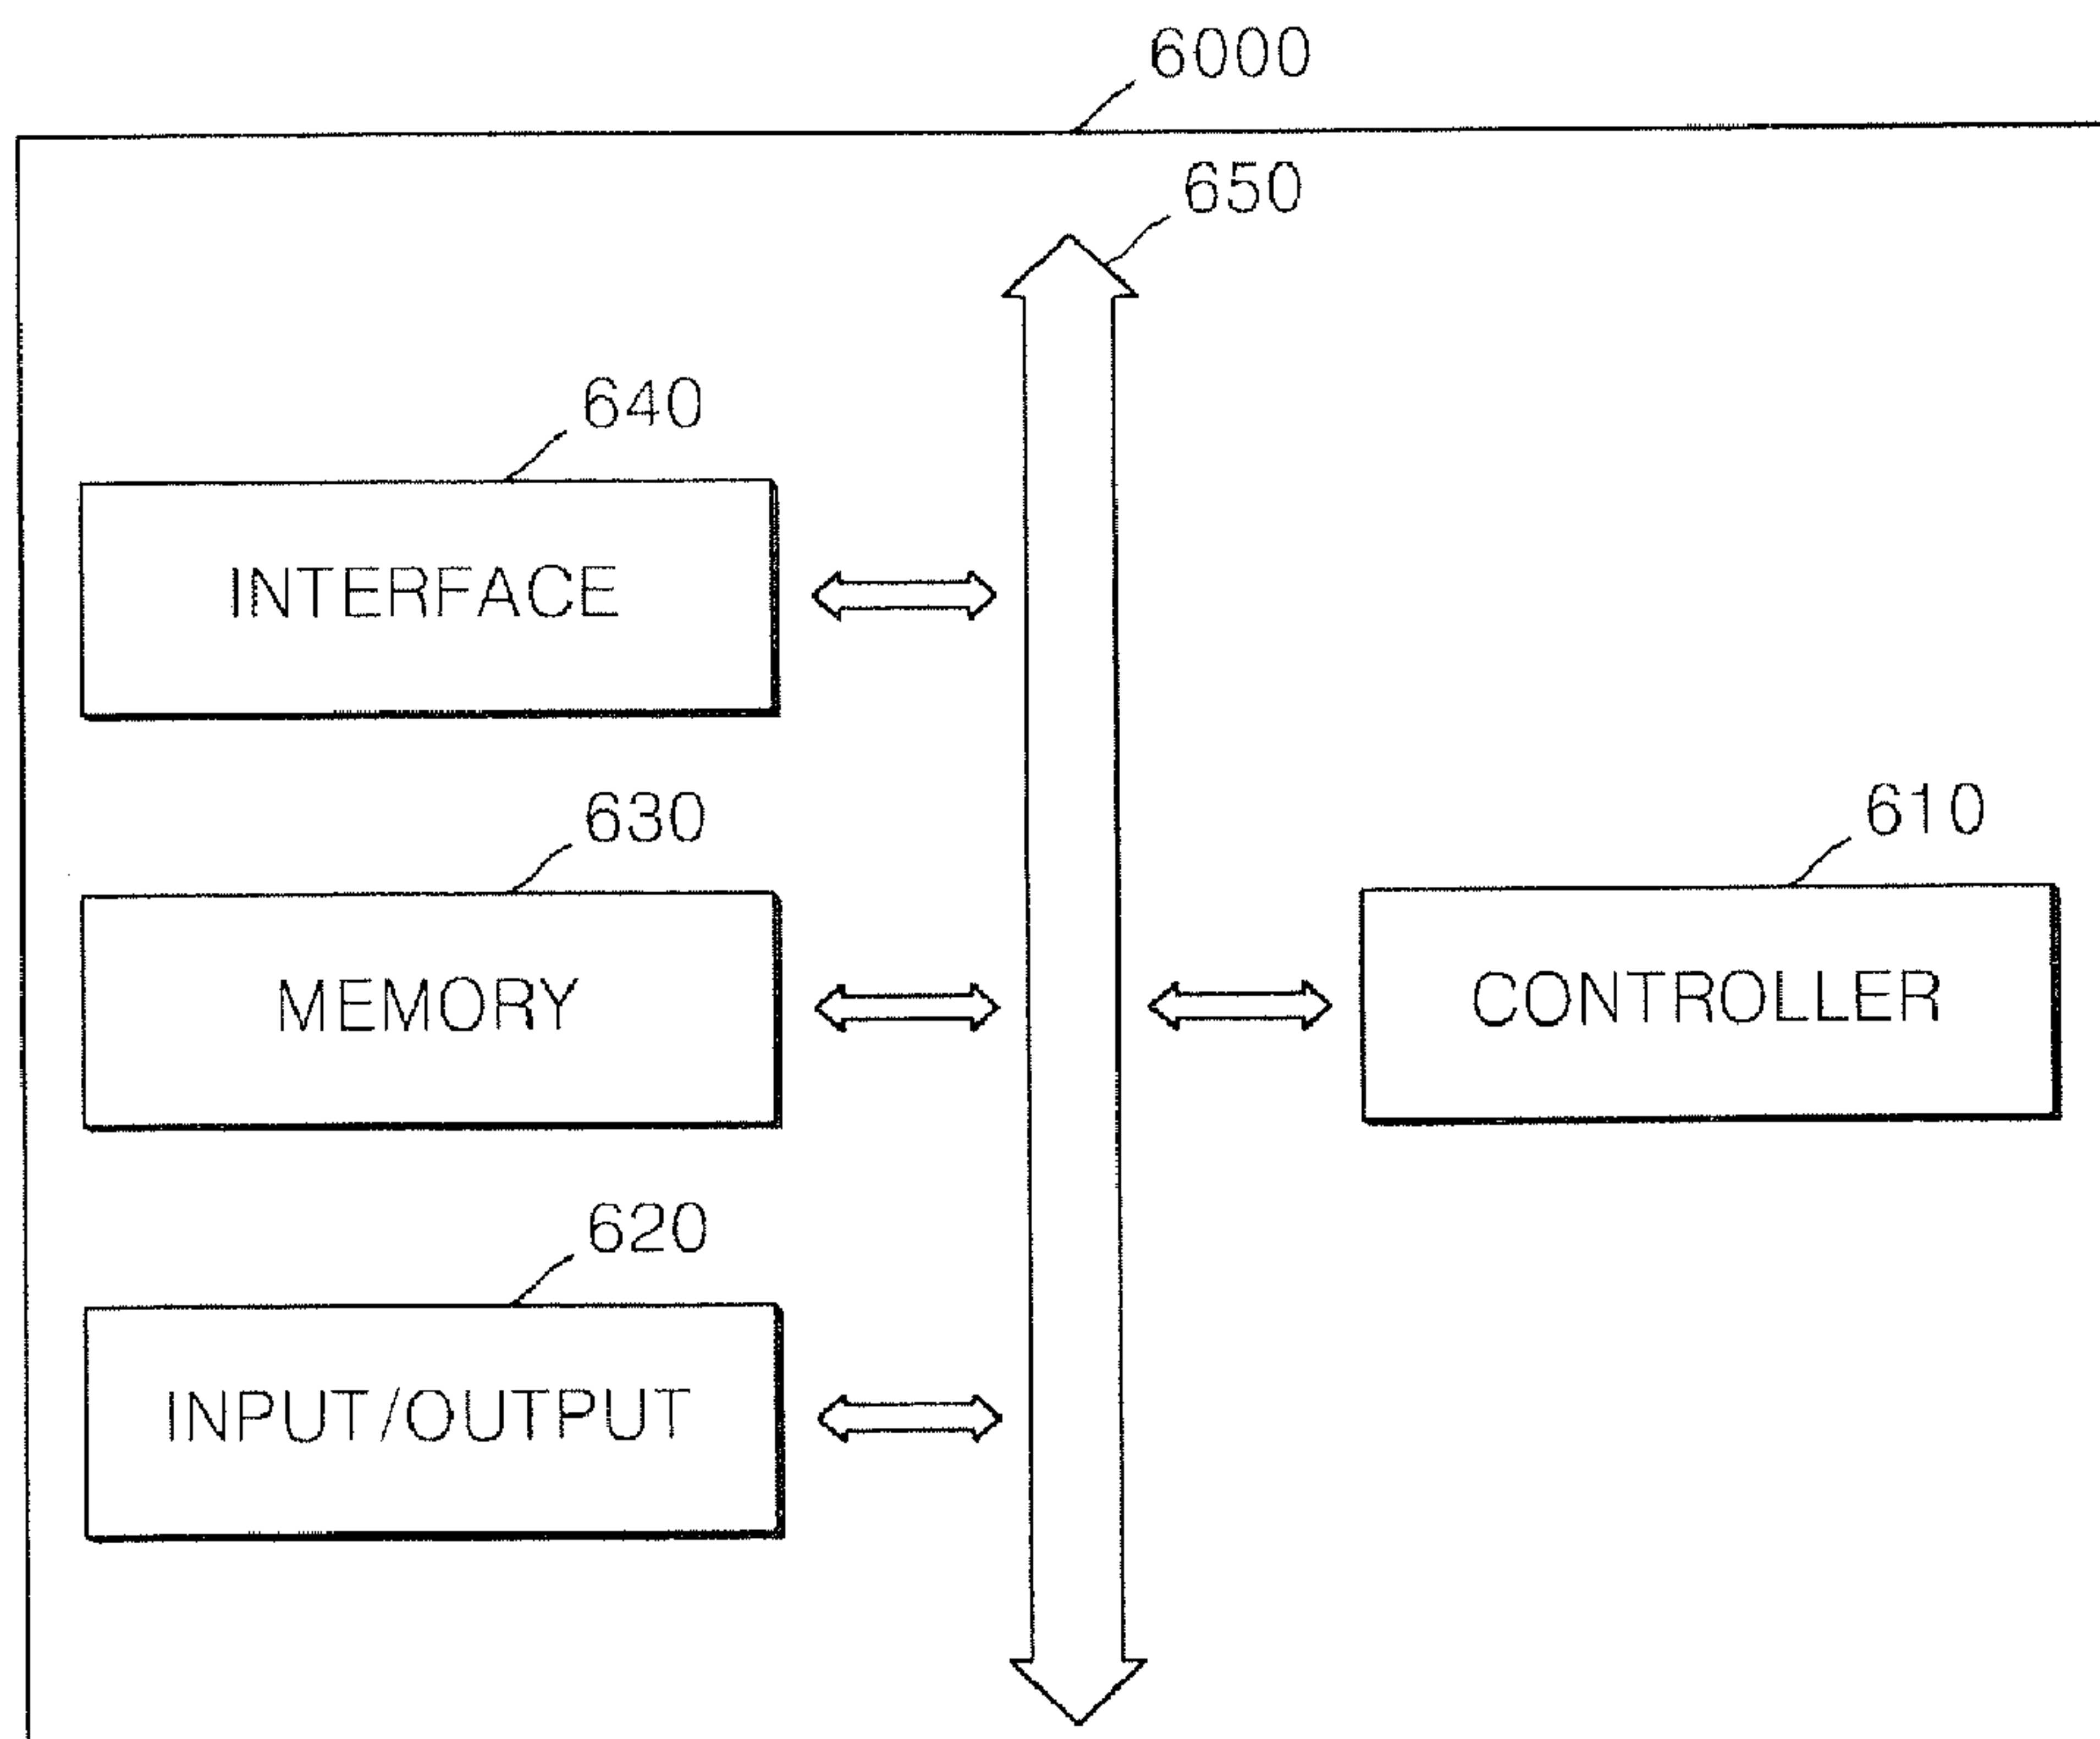 6000
650
640
INTERFACE
630
MEMORY
610
CONTROLLER
620
INPUT/OUTPUT